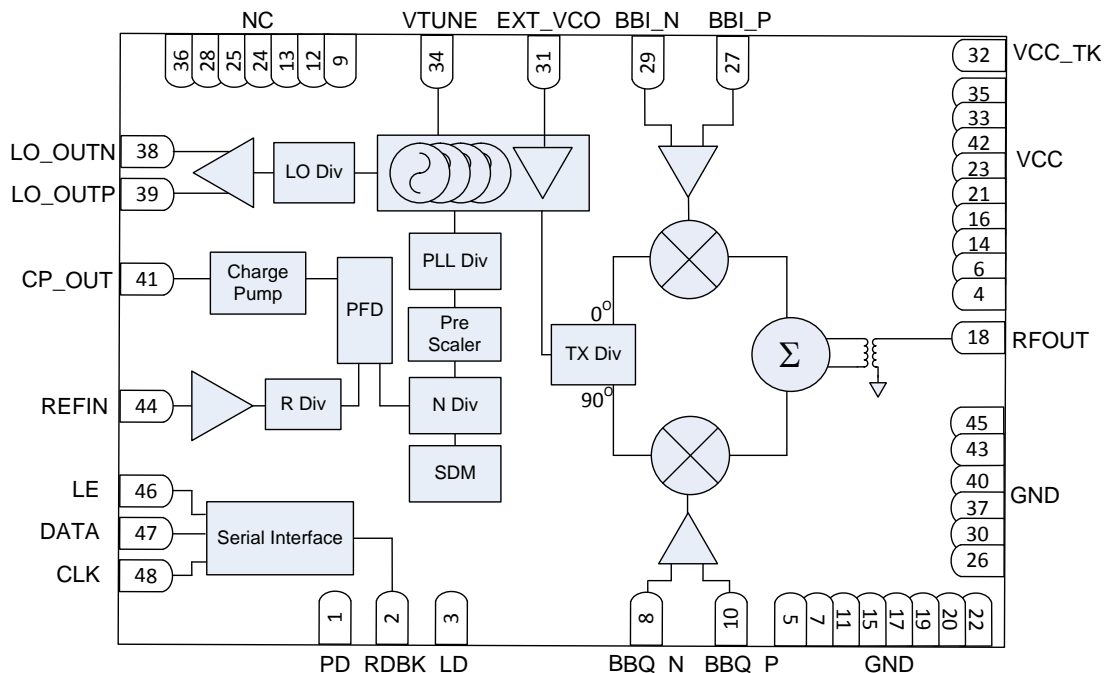 NC
VTUNE
EXT_VCO
BBI_N
BBI_P
36
28
25
24
13
12
9
34
31
29
27
32
VCC_TK
35
33
42
VCC
23
21
16
14
6
4
LO_OUTN
38
LO_OUTP
39
LO Div
CP_OUT
41
Charge
Pump
PFD
PLL Div
Pre
Scaler
0O
TX Div
90O
Σ
18
RFOUT
REFIN
44
R Div
N Div
SDM
LE
46
DATA
47
CLK
48
Serial Interface
45
43
40
GND
37
30
26
1
2
3
8
10
5
7
11
15
17
19
20
22
PD
RDBK
LD
BBQ_N
BBQ_P
GND